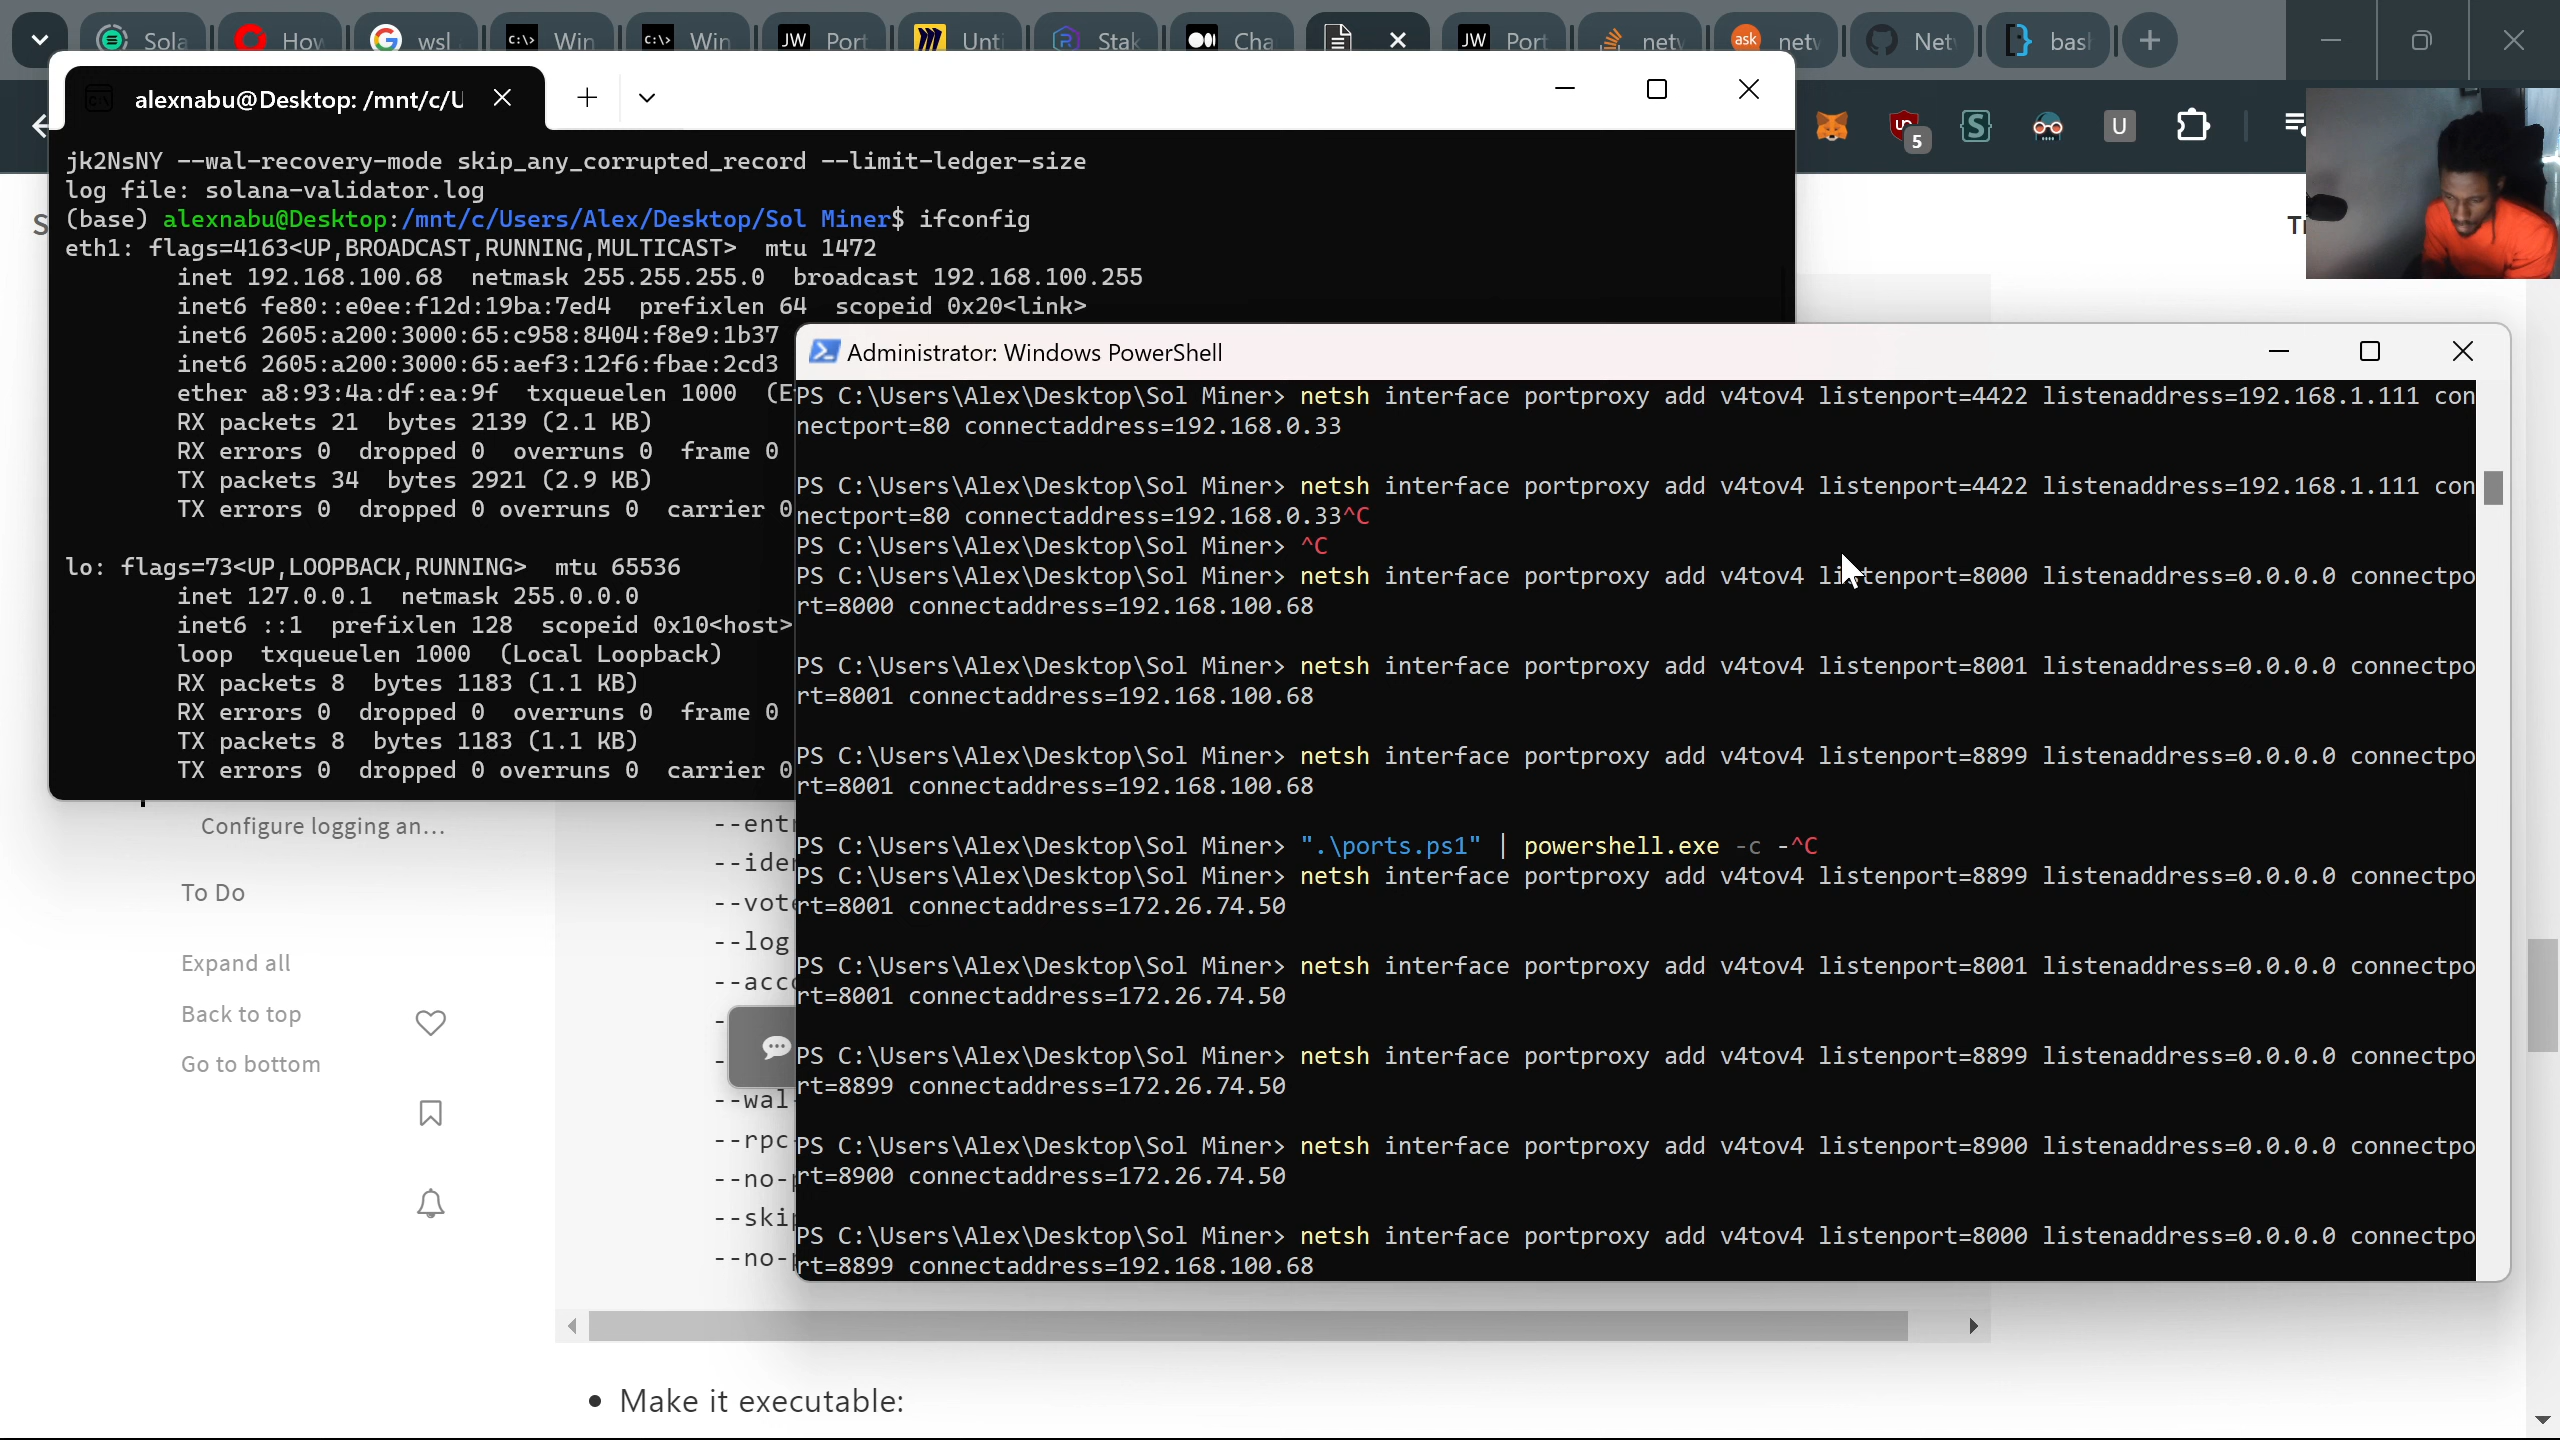 Sola
How
wsl
Win
Win
JW Port
Unti
Stak
Cha
JW Port
netv
ask netv
Net
bash
alexnabu@Desktop: /mnt/c/U
5
U
jk2NsNY --wal-recovery-mode skip_any_corrupted_record --limit-ledger-size
log file: solana-validator.log
(base) alexnabu@Desktop:/mnt/c/Users/Alex/Desktop/Sol Miner$ ifconfig
eth1: flags=4163<UP,BROADCAST,RUNNING,MULTICAST>  mtu 1472
inet 192.168.100.68  netmask 255.255.255.0  broadcast 192.168.100.255
inet6 fe80::e0ee:f12d:19ba:7ed4  prefixlen 64  scopeid 0x20<link>
inet6 2605:a200:3000:65:c958:8404:f8e9:1b37
inet6 2605:a200:3000:65:aef3:12f6:fbae:2cd3
ether a8:93:4a:df:ea:9f  txqueuelen 1000  (E
RX packets 21  bytes 2139 (2.1 KB)
RX errors 0  dropped 0  overruns 0  frame 0
TX packets 34  bytes 2921 (2.9 KB)
TX errors 0  dropped 0 overruns 0  carrier 0
lo: flags=73<UP,LOOPBACK,RUNNING>  mtu 65536
inet 127.0.0.1  netmask 255.0.0.0
inet6 ::1  prefixlen 128  scopeid 0x10<host>
loop  txqueuelen 1000  (Local Loopback)
RX packets 8  bytes 1183 (1.1 KB)
RX errors 0  dropped 0  overruns 0  frame 0
TX packets 8  bytes 1183 (1.1 KB)
TX errors 0  dropped 0 overruns 0  carrier 0
Administrator: Windows PowerShell
PS C:\Users\Alex\Desktop\Sol Miner> netsh interface portproxy add v4tov4 listenport=4422 listenaddress=192.168.1.111 con
nectport=80 connectaddress=192.168.0.33
PS C:\Users\Alex\Desktop\Sol Miner> netsh interface portproxy add v4tov4 listenport=4422 listenaddress=192.168.1.111 con
nectport=80 connectaddress=192.168.0.33^C
PS C:\Users\Alex\Desktop\Sol Miner> ^C
PS C:\Users\Alex\Desktop\Sol Miner> netsh interface portproxy add v4tov4 listenport=8000 listenaddress=0.0.0.0 connectpo
rt=8000 connectaddress=192.168.100.68
PS C:\Users\Alex\Desktop\Sol Miner> netsh interface portproxy add v4tov4 listenport=8001 listenaddress=0.0.0.0 connectpo
rt=8001 connectaddress=192.168.100.68
PS C:\Users\Alex\Desktop\Sol Miner> netsh interface portproxy add v4tov4 listenport=8899 listenaddress=0.0.0.0 connectpo
rt=8001 connectaddress=192.168.100.68
PS C:\Users\Alex\Desktop\Sol Miner> ".\ports.ps1" | powershell.exe -c -^C
PS C:\Users\Alex\Desktop\Sol Miner> netsh interface portproxy add v4tov4 listenport=8899 listenaddress=0.0.0.0 connectpo
rt=8001 connectaddress=172.26.74.50
PS C:\Users\Alex\Desktop\Sol Miner> netsh interface portproxy add v4tov4 listenport=8001 listenaddress=0.0.0.0 connectpo
rt=8001 connectaddress=172.26.74.50
PS C:\Users\Alex\Desktop\Sol Miner> netsh interface portproxy add v4tov4 listenport=8899 listenaddress=0.0.0.0 connectpo
rt=8899 connectaddress=172.26.74.50
PS C:\Users\Alex\Desktop\Sol Miner> netsh interface portproxy add v4tov4 listenport=8900 listenaddress=0.0.0.0 connectpo
rt=8900 connectaddress=172.26.74.50
PS C:\Users\Alex\Desktop\Sol Miner> netsh interface portproxy add v4tov4 listenport=8000 listenaddress=0.0.0.0 connectpo
rt=8899 connectaddress=192.168.100.68
Configure logging an...
To Do
Expand all
Back to top
Go to bottom
--entr
--iden
--vote
--log
--acco
--wal-
--rpc-
--no-p
--skip
--no-p
Make it executable: